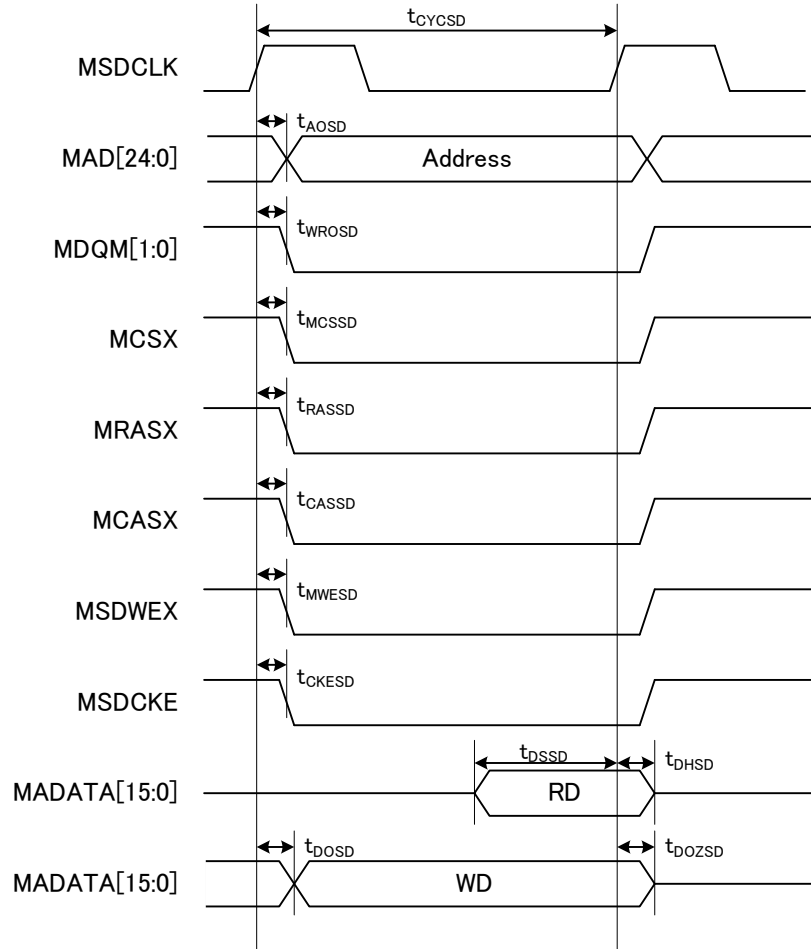 tCYCSD
MSDCLK
tAOSD
MAD[24:0] Address
tWROSD
MDQM[1:0]
tMCSSD
MCSX
tRASSD
MRASX
tCASSD
MCASX
tMWESD
MSDWEX
tCKESD
MSDCKE
tDSSD tDHSD
MADATA[15:0] RD
tDOSD tDOZSD
MADATA[15:0] WD